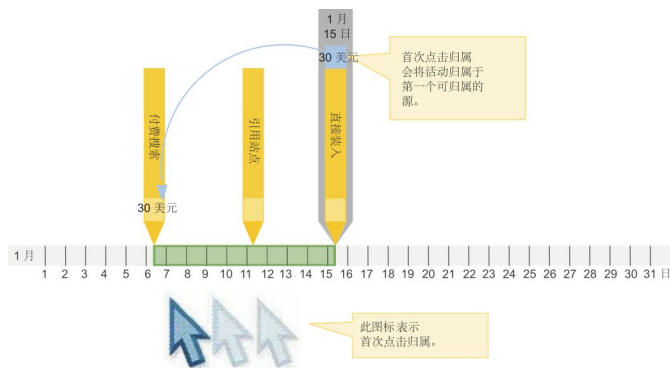 1 月
15 日
30 美元
首次点击归属
会将活动归属于
第一个可归属的
源。
付费搜索
引用站点
直接装入
30 美元
1 月
1 2 3 4 5 6 7 8 9 10 11 12 13 14 15 16 17 18 19 20 21 22 23 24 25 26 27 28 29 30 31 日
此图标表示
首次点击归属。